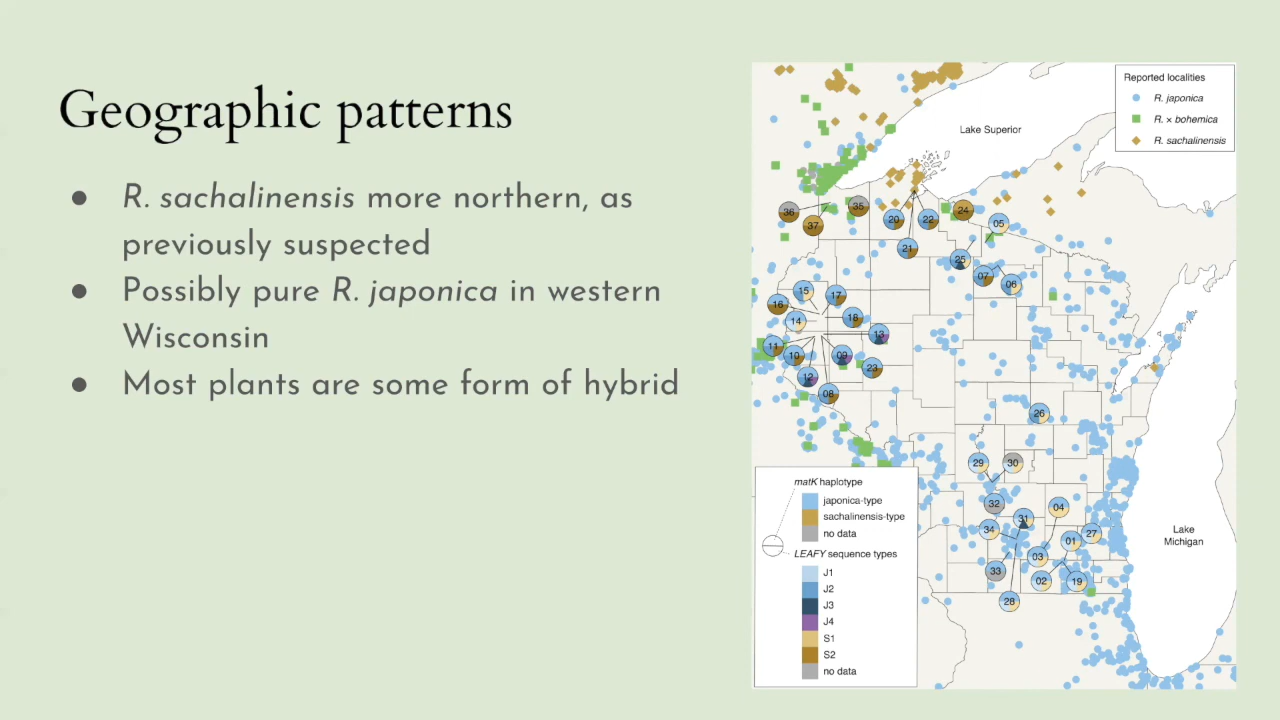 Geographic patterns
● R. sachalinensis more northern, as
previously suspected
● Possibly pure R. japonica in western
Wisconsin
● Most plants are some form of hybrid
Reported localities
R. japonica
R. × bohemica
R. sachalinensis
Lake Superior
36
35
37
20
22
24
05
21
25
07
06
15
17
16
14
18
13
11
10
09
23
12
08
26
29
30
32
31
04
34
27
01
03
33
02
19
28
Lake
Michigan
matK haplotype
japonica-type
sachalinensis-type
no data
LEAFY sequence types
J1
J2
J3
J4
S1
S2
no data